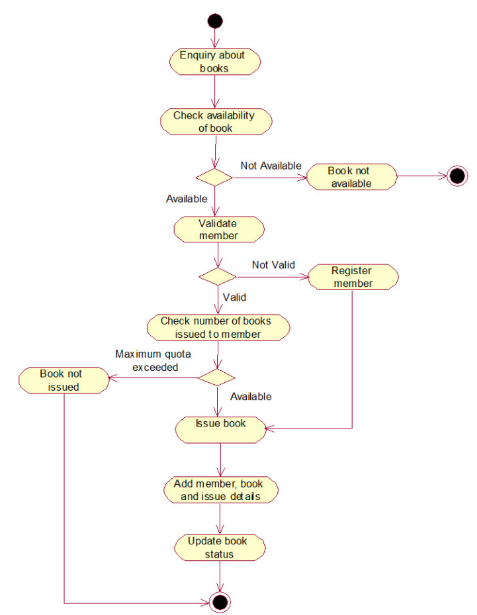 Enquiry about
books
Check availability
of book
Not Available
Book not
available
Available
Validate
member
Not Valid
Register
member
Valid
Check number of books
issued to member
Maximum quota
exceeded
Book not
issued
Available
Issue book
Add member, book
and issue details
Update book
status